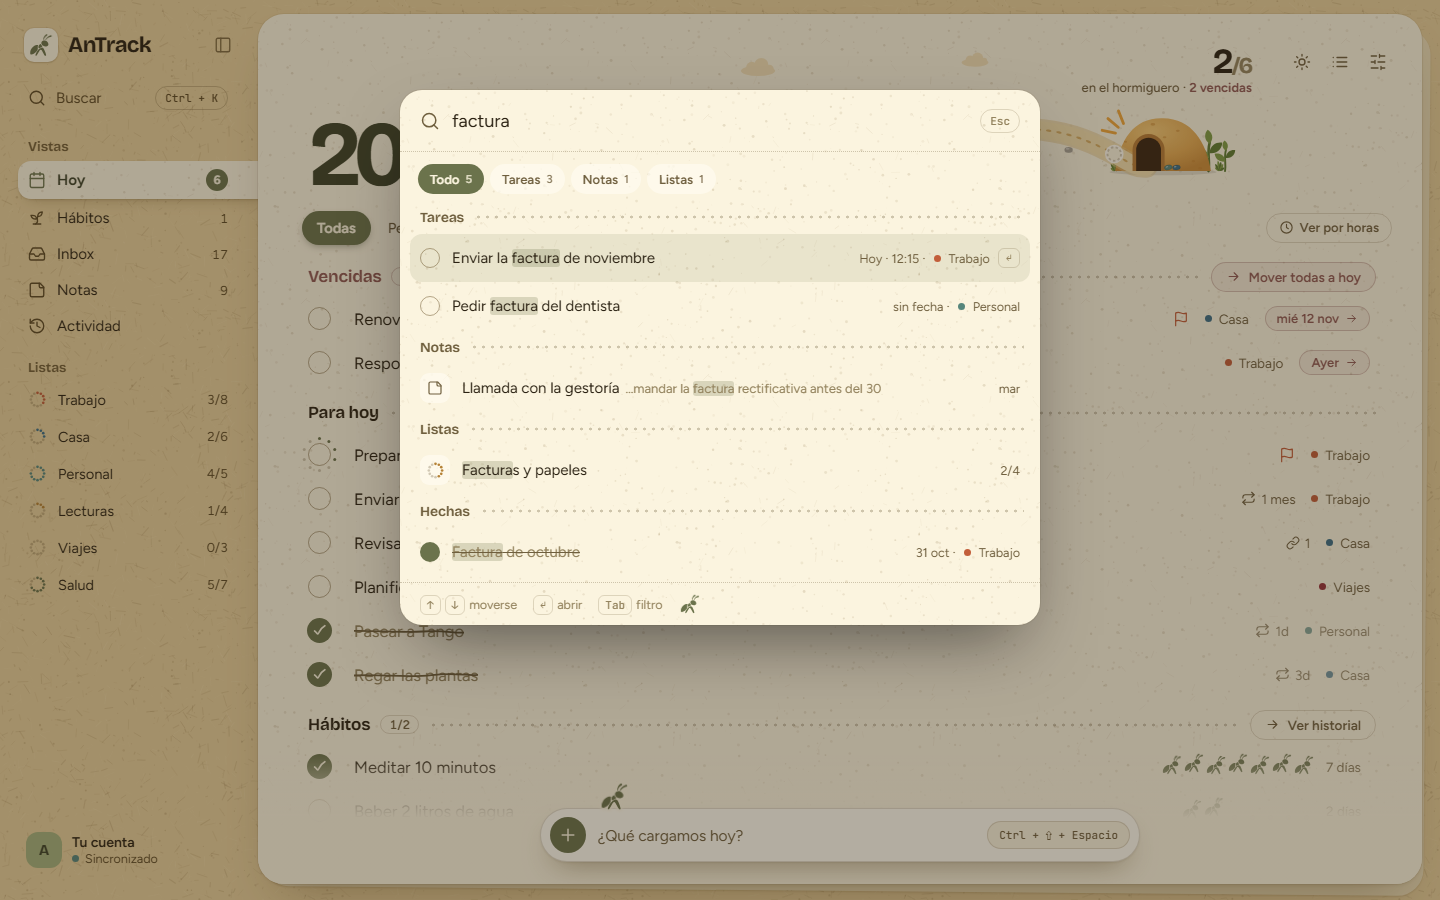 AnTrack
Buscar
Ctrl + K
Vistas
Hoy 6
Hábitos 1
Inbox 17
Notas 9
Actividad
Listas
Trabajo 3/8
Casa 2/6
Personal 4/5
Lecturas 1/4
Viajes 0/3
Salud 5/7
A
Tu cuenta
Sincronizado
20
2/6
en el hormiguero · 2 vencidas
Todas
Ver por horas
Vencidas
Mover todas a hoy
Casa mié 12 nov
Trabajo Ayer
Para hoy
Trabajo
1 mes Trabajo
1 Casa
Viajes
Pasear a Tango 1d Personal
Regar las plantas 3d Casa
Hábitos 1/2 Ver historial
Meditar 10 minutos 7 días
Beber 2 litros de agua 2 días
¿Qué cargamos hoy? Ctrl + ⇧ + Espacio
factura Esc
Todo 5 Tareas 3 Notas 1 Listas 1
Tareas
Enviar la factura de noviembre Hoy · 12:15 · Trabajo
Pedir factura del dentista sin fecha · Personal
Notas
Llamada con la gestoría …mandar la factura rectificativa antes del 30 mar
Listas
Facturas y papeles 2/4
Hechas
Factura de octubre 31 oct · Trabajo
↑ ↓ moverse ↵ abrir Tab filtro